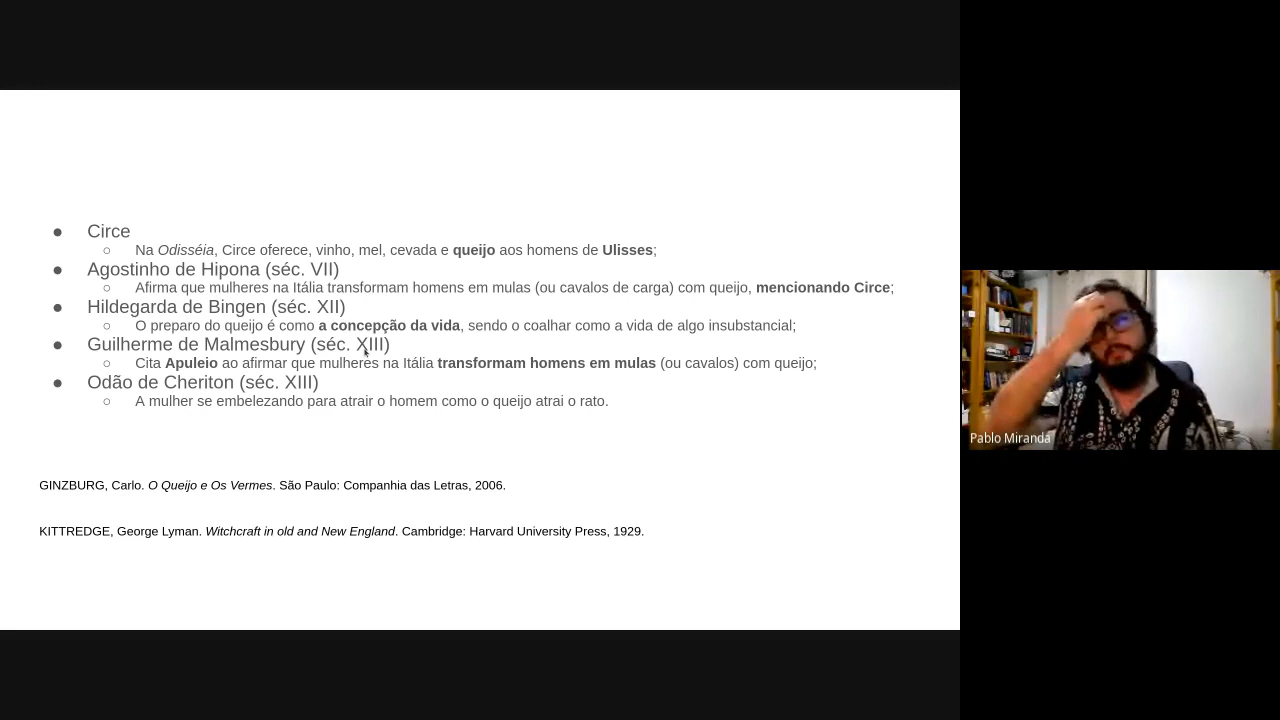 ● Circe
○ Na Odisséia, Circe oferece, vinho, mel, cevada e queijo aos homens de Ulisses;
● Agostinho de Hipona (séc. VII)
○ Afirma que mulheres na Itália transformam homens em mulas (ou cavalos de carga) com queijo, mencionando Circe;
● Hildegarda de Bingen (séc. XII)
○ O preparo do queijo é como a concepção da vida, sendo o coalhar como a vida de algo insubstancial;
● Guilherme de Malmesbury (séc. XIII)
○ Cita Apuleio ao afirmar que mulheres na Itália transformam homens em mulas (ou cavalos) com queijo;
● Odão de Cheriton (séc. XIII)
○ A mulher se embelezando para atrair o homem como o queijo atrai o rato.
GINZBURG, Carlo. O Queijo e Os Vermes. São Paulo: Companhia das Letras, 2006.
KITTREDGE, George Lyman. Witchcraft in old and New England. Cambridge: Harvard University Press, 1929.
Pablo Miranda